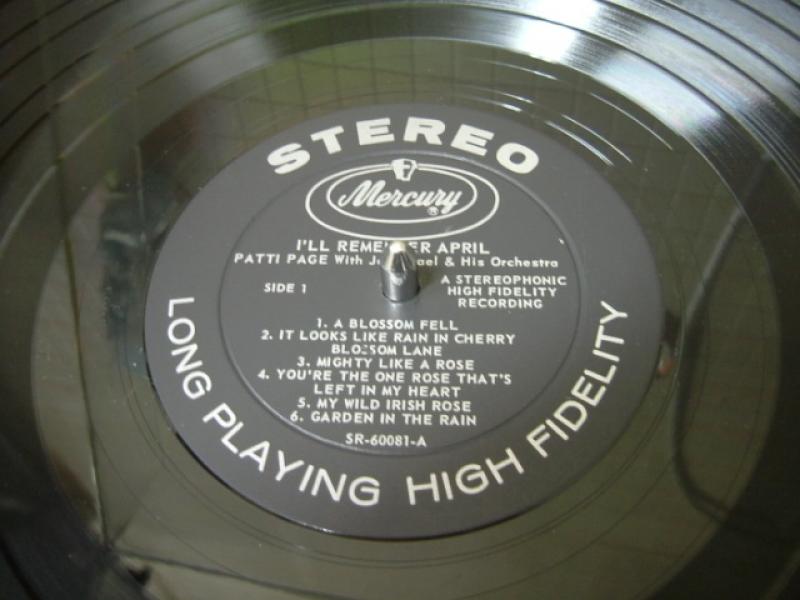 STEREO
Mercury
®
I'LL REMEMBER APRIL
PATTI PAGE With & His Orchestra
SIDE 1
A STEREOPHONIC
HIGH FIDELITY
RECORDING
1. A BLOSSOM FELL
2. IT LOOKS LIKE RAIN IN CHERRY
BLOSSOM LANE
3. MIGHTY LIKE A ROSE
4. YOU'RE THE ONE ROSE THAT'S
LEFT IN MY HEART
5. MY WILD IRISH ROSE
6. GARDEN IN THE RAIN
SR-60081-A
LONG PLAYING HIGH FIDELITY